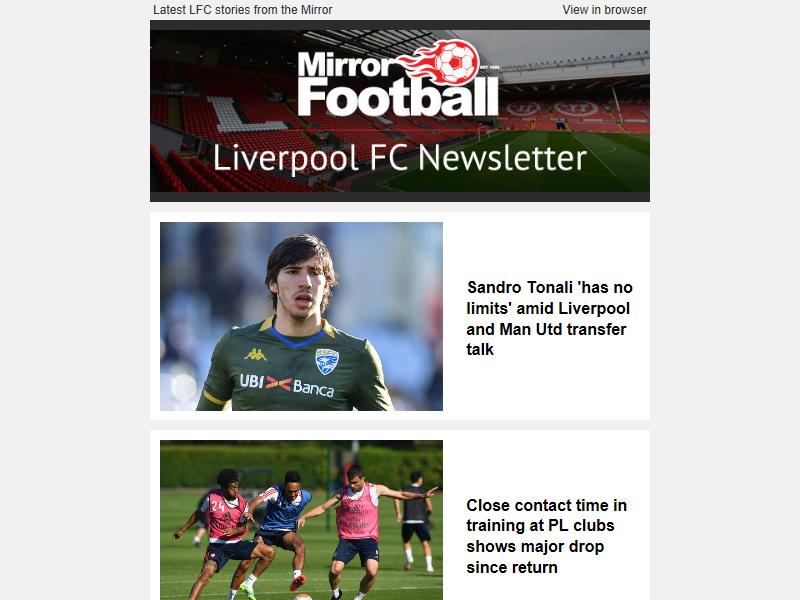 Latest LFC stories from the Mirror
View in browser
Mirror
EST 1903
Football
Liverpool FC Newsletter
Sandro Tonali 'has no
limits' amid Liverpool
and Man Utd transfer
talk
UBI Banca
24
Close contact time in
training at PL clubs
shows major drop
since return